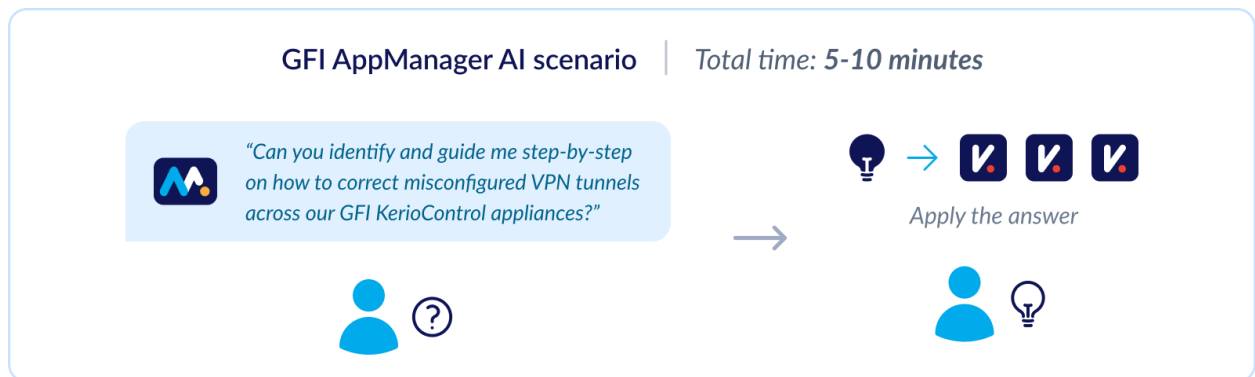 GFI AppManager AI scenario
Total time: 5-10 minutes
“Can you identify and guide me step-by-step
on how to correct misconfigured VPN tunnels
across our GFI KerioControl appliances?”
Apply the answer